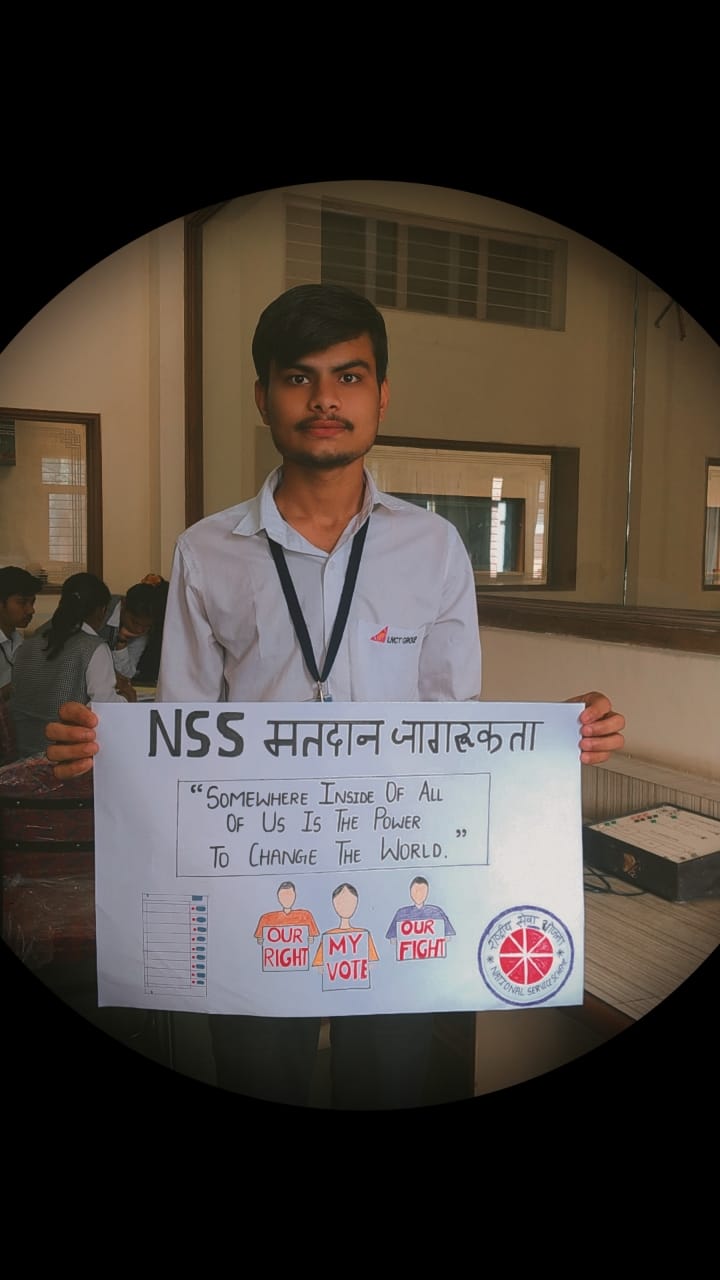 LNCT GROUP
NSS मतदान जागरूकता
“SOMEWHERE INSIDE OF ALL
OF US IS THE POWER
TO CHANGE THE WORLD.”
OUR
RIGHT
MY
VOTE
OUR
FIGHT
राष्ट्रीय सेवा योजना
NATIONAL SERVICE SCHEME